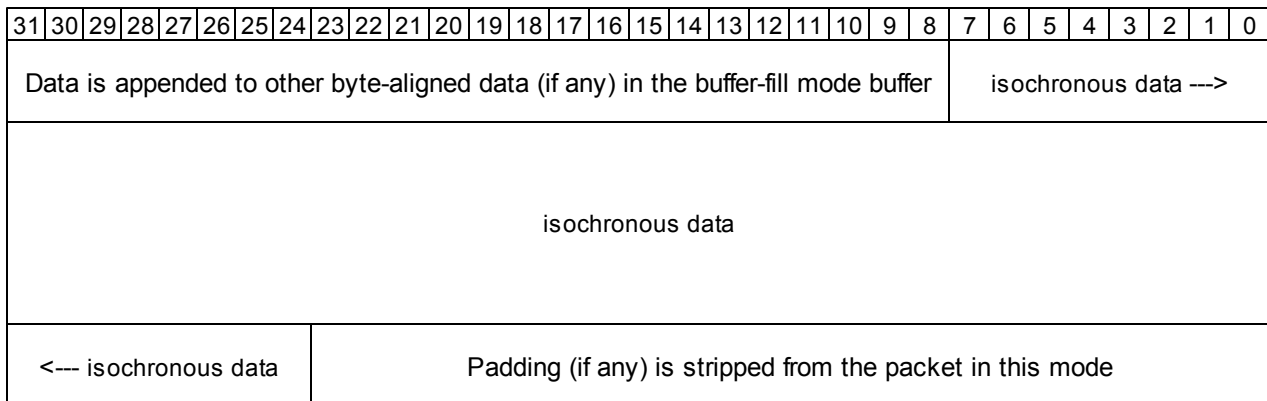 31 30 29 28 27 26 25 24 23 22 21 20 19 18 17 16 15 14 13 12 11 10 9 8 7 6 5 4 3 2 1 0
Data is appended to other byte-aligned data (if any) in the buffer-fill mode buffer isochronous data --->
isochronous data
<--- isochronous data Padding (if any) is stripped from the packet in this mode